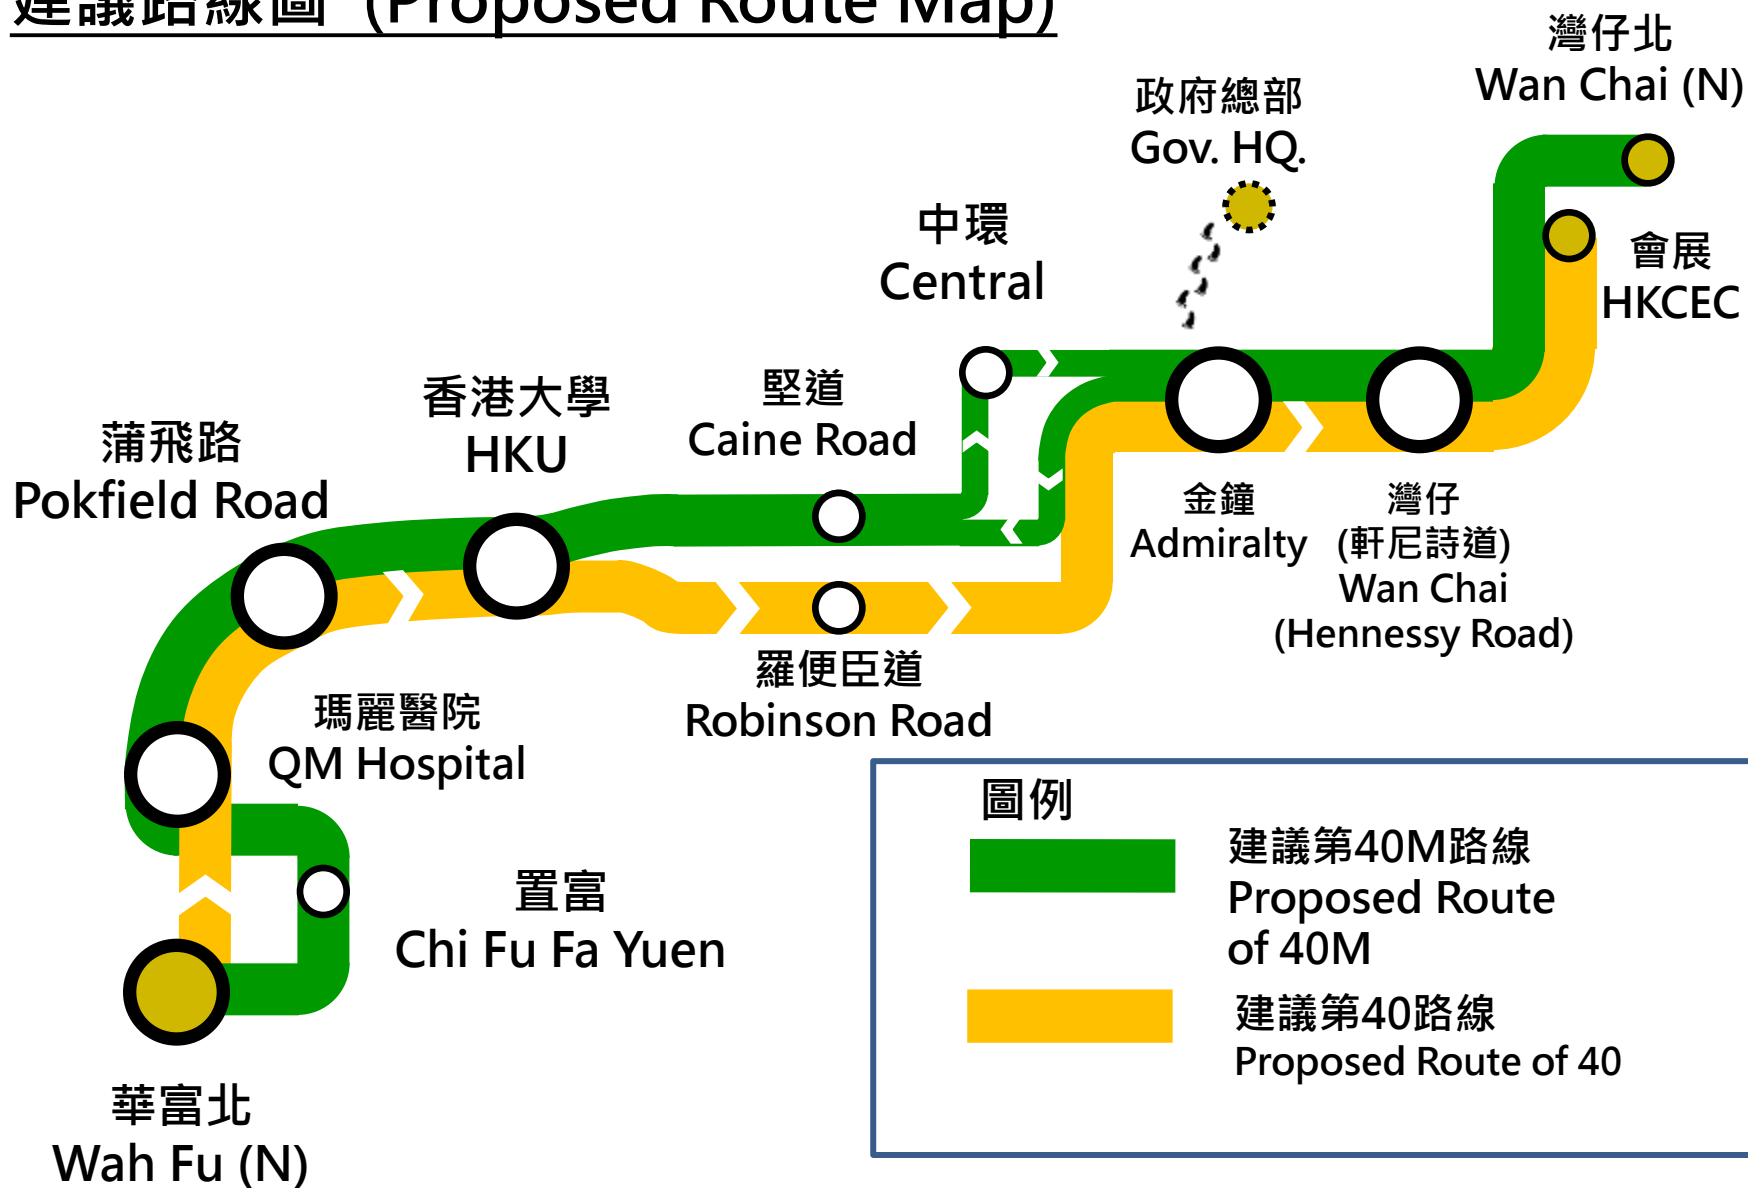 建議路線圖 (Proposed Route Map)
灣仔北
Wan Chai (N)
政府總部
Gov. HQ.
中環
Central
會展
HKCEC
香港大學
HKU
堅道
Caine Road
蒲飛路
Pokfield Road
金鐘
Admiralty
灣仔
(軒尼詩道)
Wan Chai
(Hennessy Road)
羅便臣道
Robinson Road
瑪麗醫院
QM Hospital
置富
Chi Fu Fa Yuen
華富北
Wah Fu (N)
圖例
建議第40M路線
Proposed Route
of 40M
建議第40路線
Proposed Route of 40